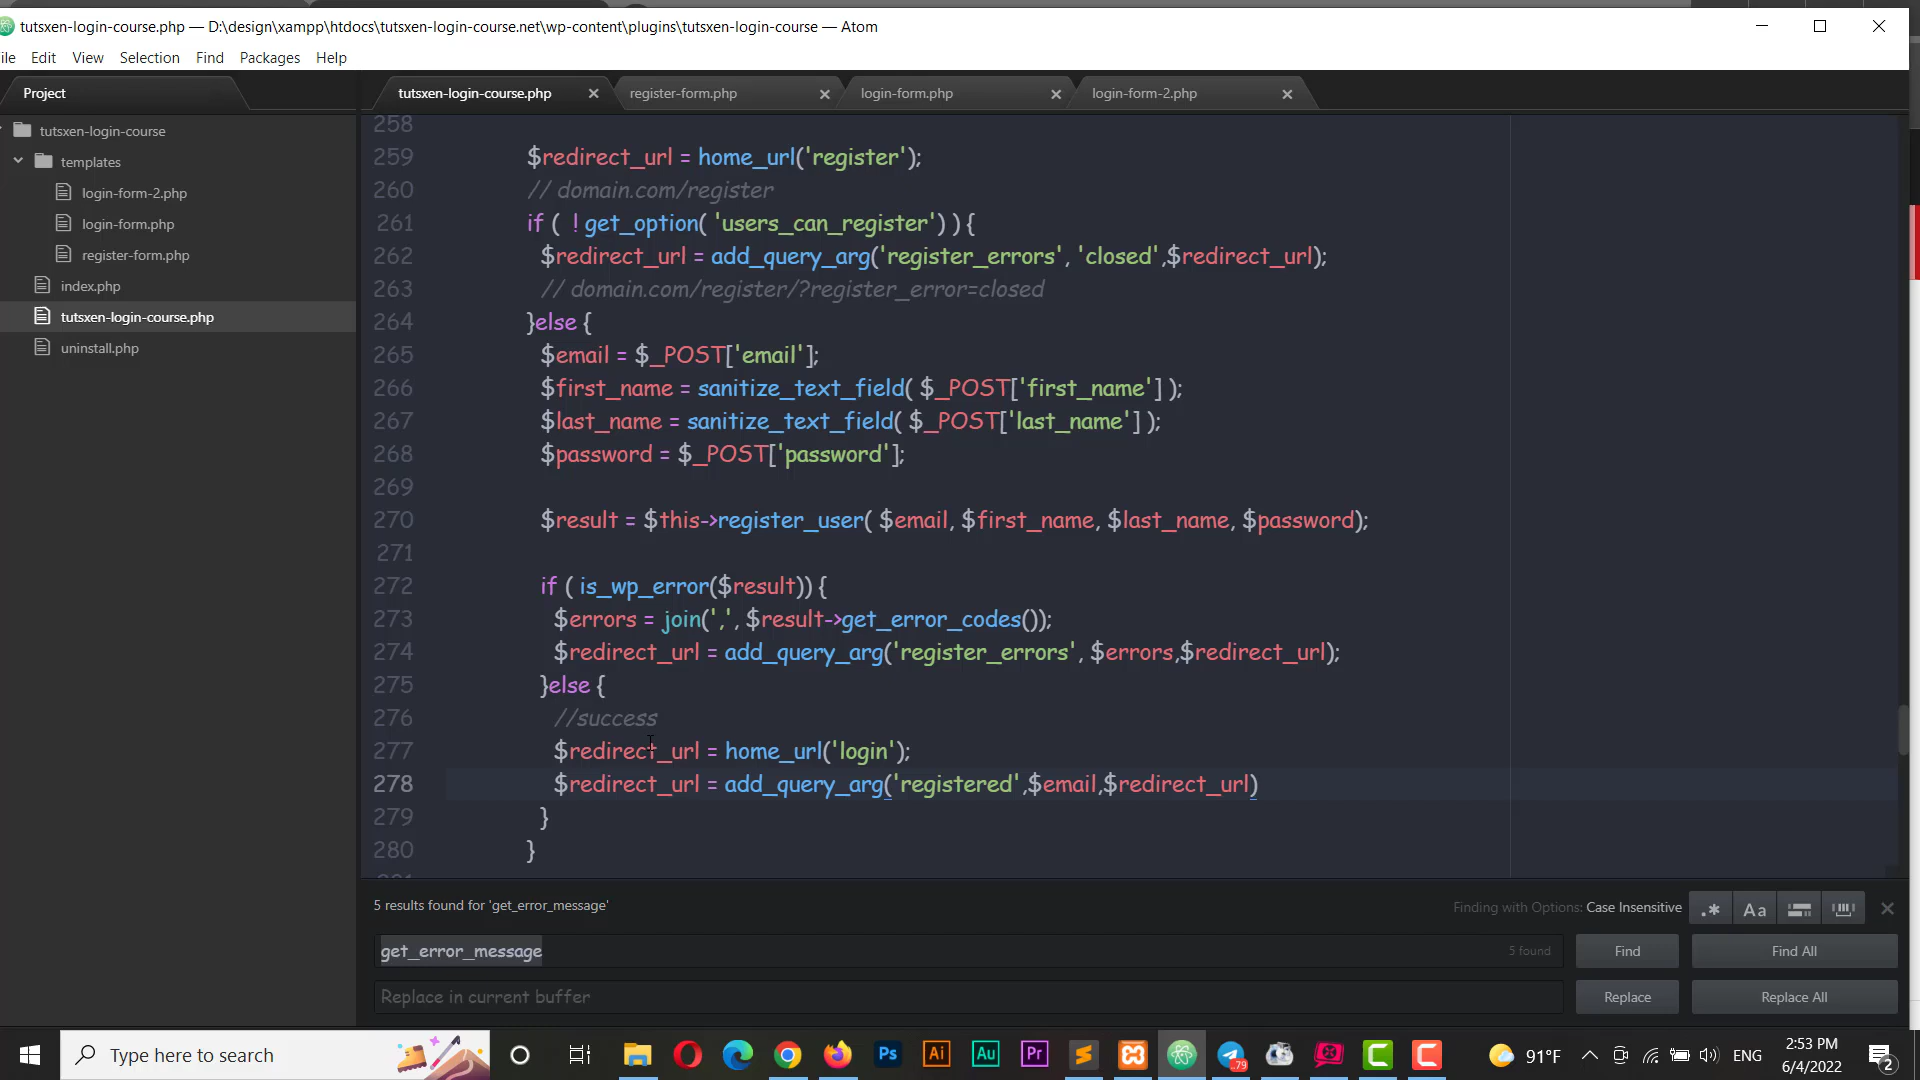 tutsxen-login-course.php — D:\design\xampp\htdocs\tutsxen-login-course.net\wp-content\plugins\tutsxen-login-course — Atom
ile Edit View Selection Find Packages Help
Project
tutsxen-login-course.php
register-form.php
login-form.php
login-form-2.php
tutsxen-login-course
templates
login-form-2.php
login-form.php
register-form.php
index.php
tutsxen-login-course.php
uninstall.php
258
259 $redirect_url = home_url('register');
260 // domain.com/register
261 if ( ! get_option( 'users_can_register') ) {
262 $redirect_url = add_query_arg('register_errors', 'closed',$redirect_url);
263 // domain.com/register/?register_error=closed
264 }else {
265 $email = $_POST['email'];
266 $first_name = sanitize_text_field( $_POST['first_name'] );
267 $last_name = sanitize_text_field( $_POST['last_name'] );
268 $password = $_POST['password'];
269
270 $result = $this->register_user( $email, $first_name, $last_name, $password);
271
272 if ( is_wp_error($result)) {
273 $errors = join(',', $result->get_error_codes());
274 $redirect_url = add_query_arg('register_errors', $errors,$redirect_url);
275 }else {
276 //success
277 $redirect_url = home_url('login');
278 $redirect_url = add_query_arg('registered',$email,$redirect_url)
279 }
280 }
5 results found for 'get_error_message'
Finding with Options: Case Insensitive
.* Aa
get_error_message
5 found
Find
Find All
Replace in current buffer
Replace
Replace All
Type here to search
Ps
Ai
Au
Pr
79
91°F
ENG
2:53 PM
6/4/2022
2